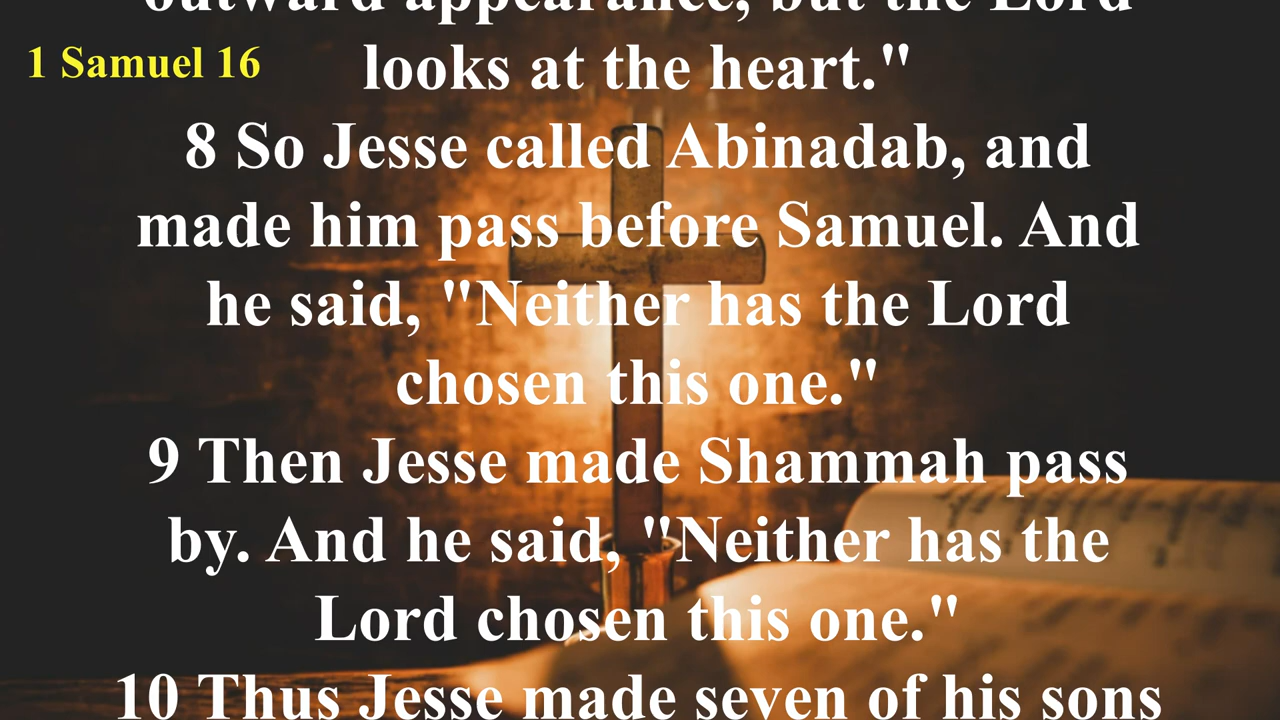 outward appearance, but the Lord
1 Samuel 16
looks at the heart."
8 So Jesse called Abinadab, and
made him pass before Samuel. And
he said, "Neither has the Lord
chosen this one."
9 Then Jesse made Shammah pass
by. And he said, "Neither has the
Lord chosen this one."
10 Thus Jesse made seven of his sons